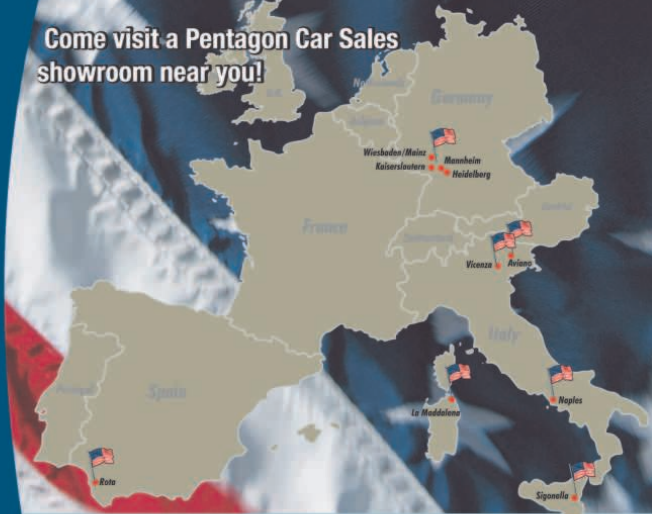 Come visit a Pentagon Car Sales
showroom near you!
U.K.
Netherlands
Belgium
Germany
Wiesbaden/Mainz
Kaiserslautern
Mannheim
Heidelberg
France
Switzerland
Austria
Vicenza
Aviano
Italy
Portugal
Spain
La Maddalena
Naples
Rota
Sigonella